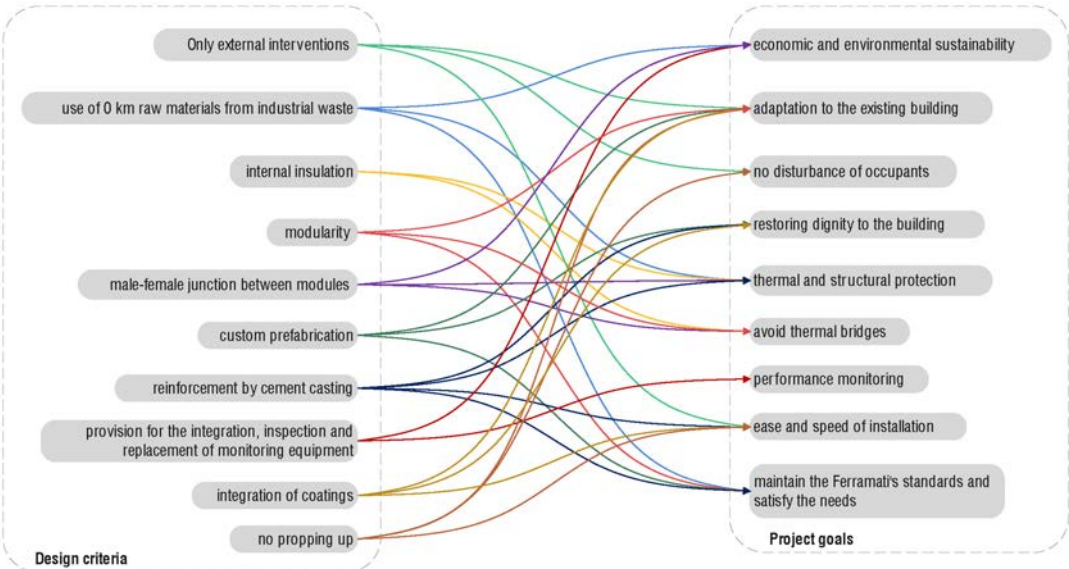 Only external interventions
use of 0 km raw materials from industrial waste
internal insulation
modularity
male-female junction between modules
custom prefabrication
reinforcement by cement casting
provision for the integration, inspection and
replacement of monitoring equipment
integration of coatings
no propping up
Design criteria
economic and environmental sustainability
adaptation to the existing building
no disturbance of occupants
restoring dignity to the building
thermal and structural protection
avoid thermal bridges
performance monitoring
ease and speed of installation
maintain the Ferramati's standards and
satisfy the needs
Project goals